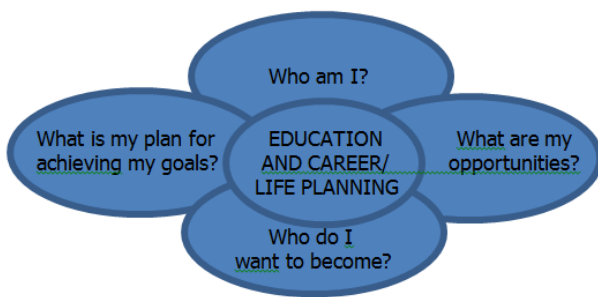 Who am I?
What is my plan for
achieving my goals?
EDUCATION
AND CAREER/
LIFE PLANNING
What are my
opportunities?
Who do I
want to become?